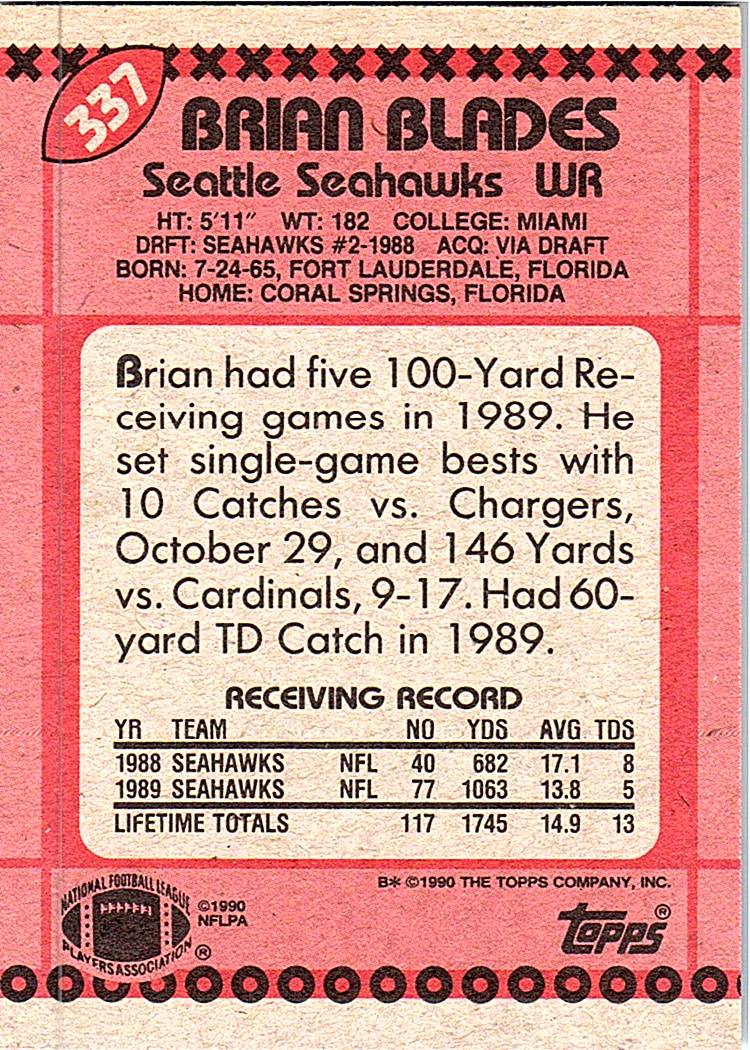 337
BRIAN BLADES
Seattle Seahawks WR
HT: 5'11" WT: 182 COLLEGE: MIAMI
DRFT: SEAHAWKS #2-1988 ACQ: VIA DRAFT
BORN: 7-24-65, FORT LAUDERDALE, FLORIDA
HOME: CORAL SPRINGS, FLORIDA
Brian had five 100-Yard Re-
ceiving games in 1989. He
set single-game bests with
10 Catches vs. Chargers,
October 29, and 146 Yards
vs. Cardinals, 9-17. Had 60-
yard TD Catch in 1989.
RECEIVING RECORD
YR TEAM NO YDS AVG TDS
1988 SEAHAWKS NFL 40 682 17.1 8
1989 SEAHAWKS NFL 77 1063 13.8 5
LIFETIME TOTALS 117 1745 14.9 13
B* ©1990 THE TOPPS COMPANY, INC.
NATIONAL FOOTBALL LEAGUE
PLAYERS ASSOCIATION ®
©1990
NFLPA
topps ®